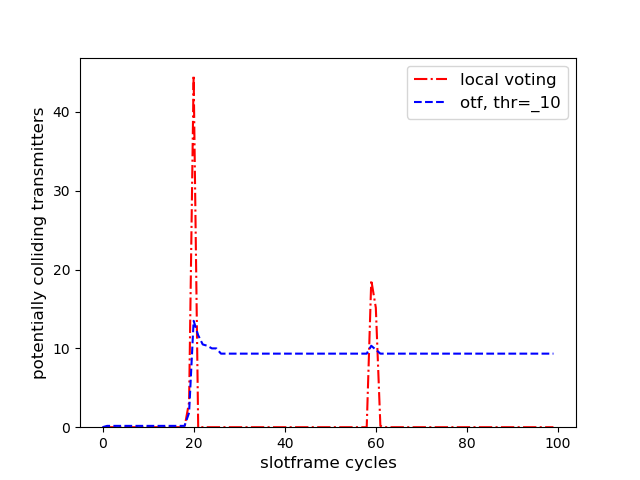 local voting
otf, thr=_10
potentially colliding transmitters
40
30
20
10
0
0 20 40 60 80 100
slotframe cycles